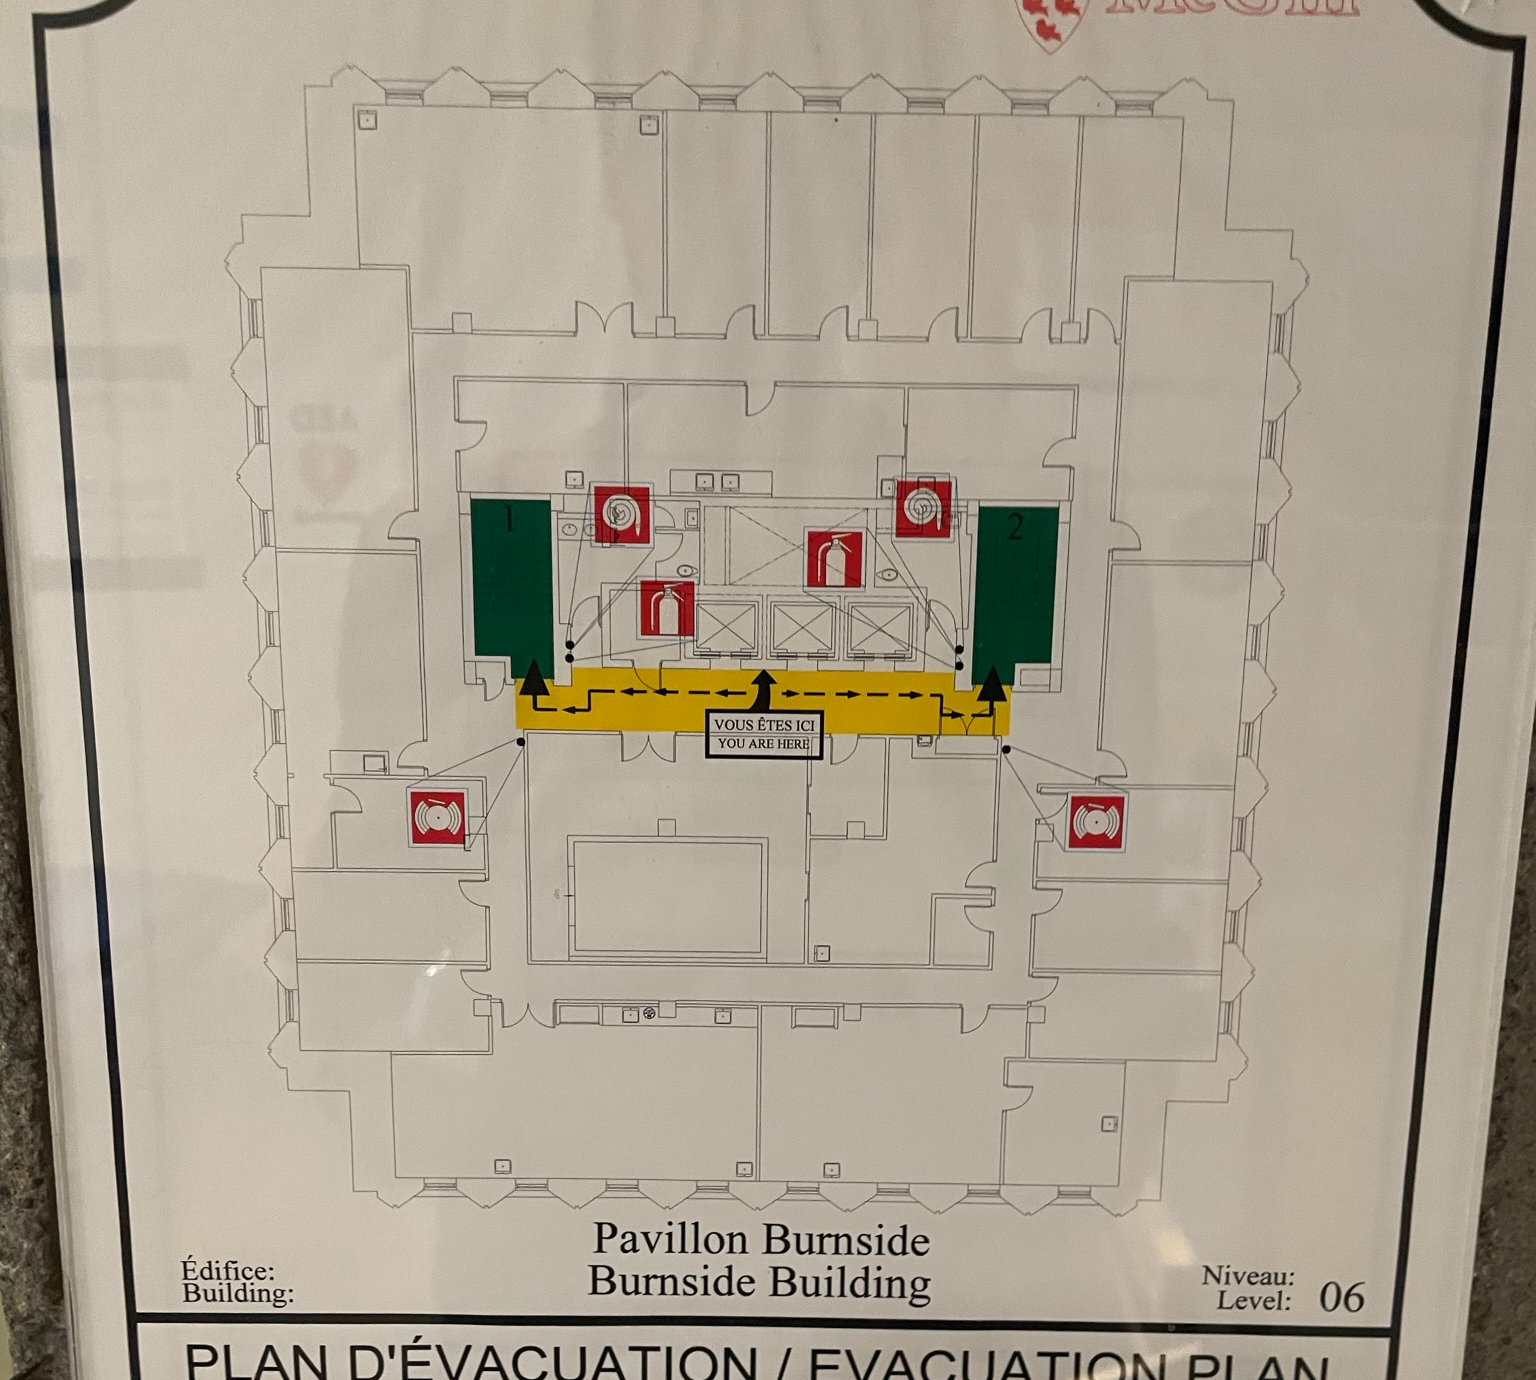 McGill
1
2
VOUS ÊTES ICI
YOU ARE HERE
Pavillon Burnside
Burnside Building
Édifice:
Building:
Niveau:
Level: 06
PLAN D'ÉVACUATION / EVACUATION PLAN